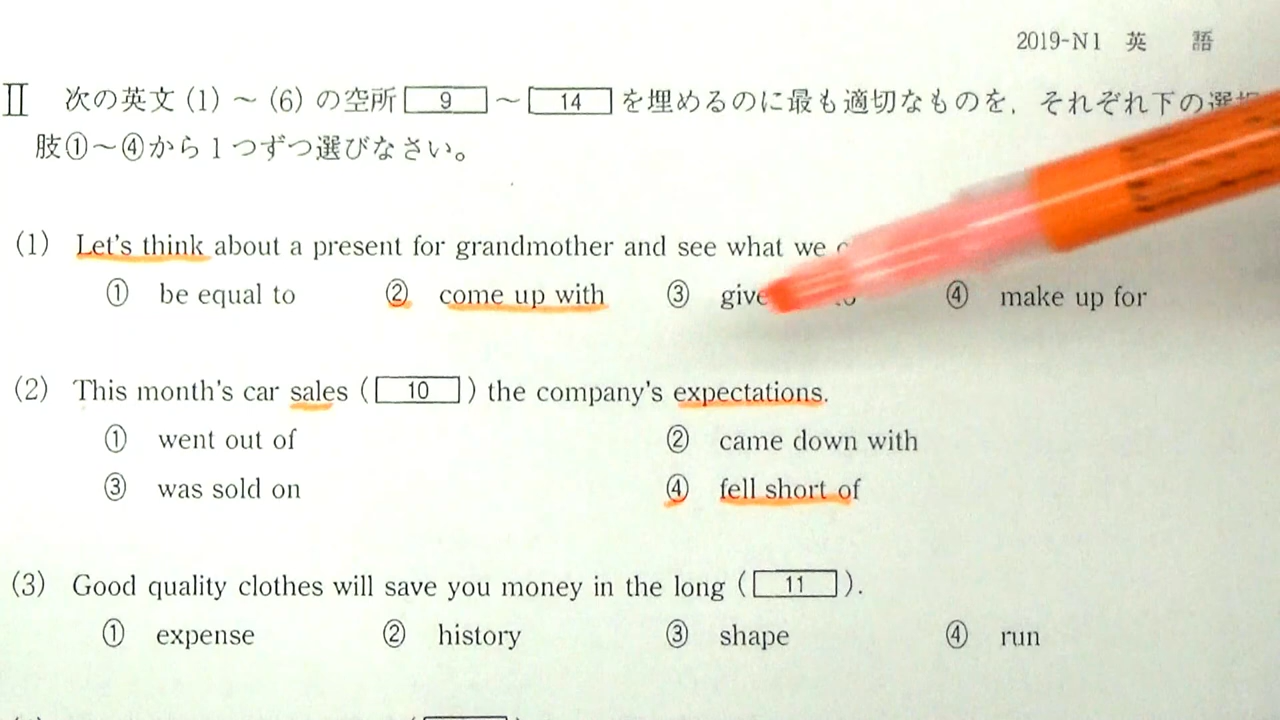 2019-N1 英 語
II 次の英文 (1) ～ (6) の空所 9 ～ 14 を埋めるのに最も適切なものを，それぞれ下の選択
肢①～④から1つずつ選びなさい。
(1) Let's think about a present for grandmother and see what we
① be equal to ② come up with ③ give to ④ make up for
(2) This month's car sales ( 10 ) the company's expectations.
① went out of ② came down with
③ was sold on ④ fell short of
(3) Good quality clothes will save you money in the long ( 11 ).
① expense ② history ③ shape ④ run